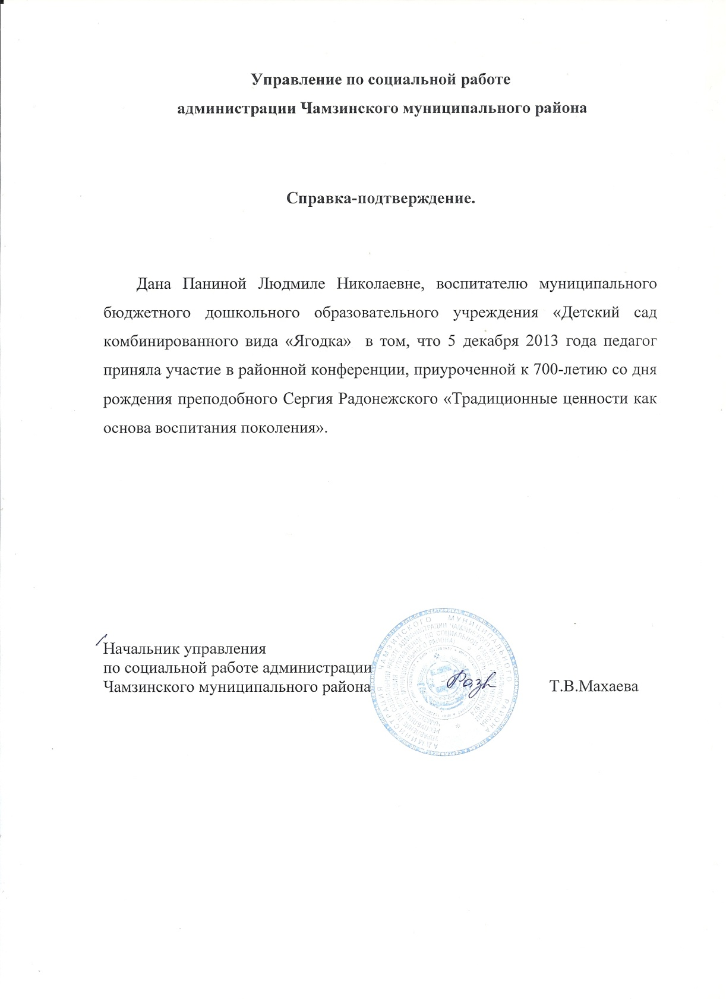 Управление по социальной работе
администрации Чамзинского муниципального района
Справка-подтверждение.
Дана Паниной Людмиле Николаевне, воспитателю муниципального
бюджетного дошкольного образовательного учреждения «Детский сад
комбинированного вида «Ягодка» в том, что 5 декабря 2013 года педагог
приняла участие в районной конференции, приуроченной к 700-летию со дня
рождения преподобного Сергия Радонежского «Традиционные ценности как
основа воспитания поколения».
Начальник управления
по социальной работе администрации
Чамзинского муниципального района
Т.В.Махаева
АДМИНИСТРАЦИЯ ЧАМЗИНСКОГО МУНИЦИПАЛЬНОГО РАЙОНА